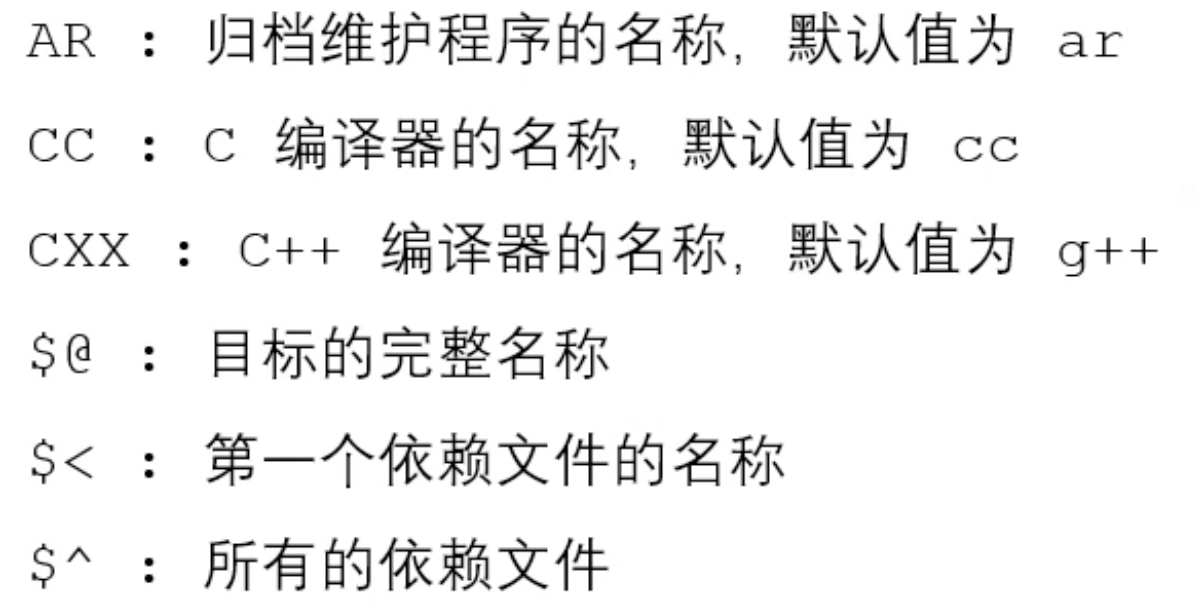 AR : 归档维护程序的名称, 默认值为 ar
CC : C 编译器的名称, 默认值为 cc
CXX : C++ 编译器的名称, 默认值为 g++
$@ : 目标的完整名称
$< : 第一个依赖文件的名称
$^ : 所有的依赖文件